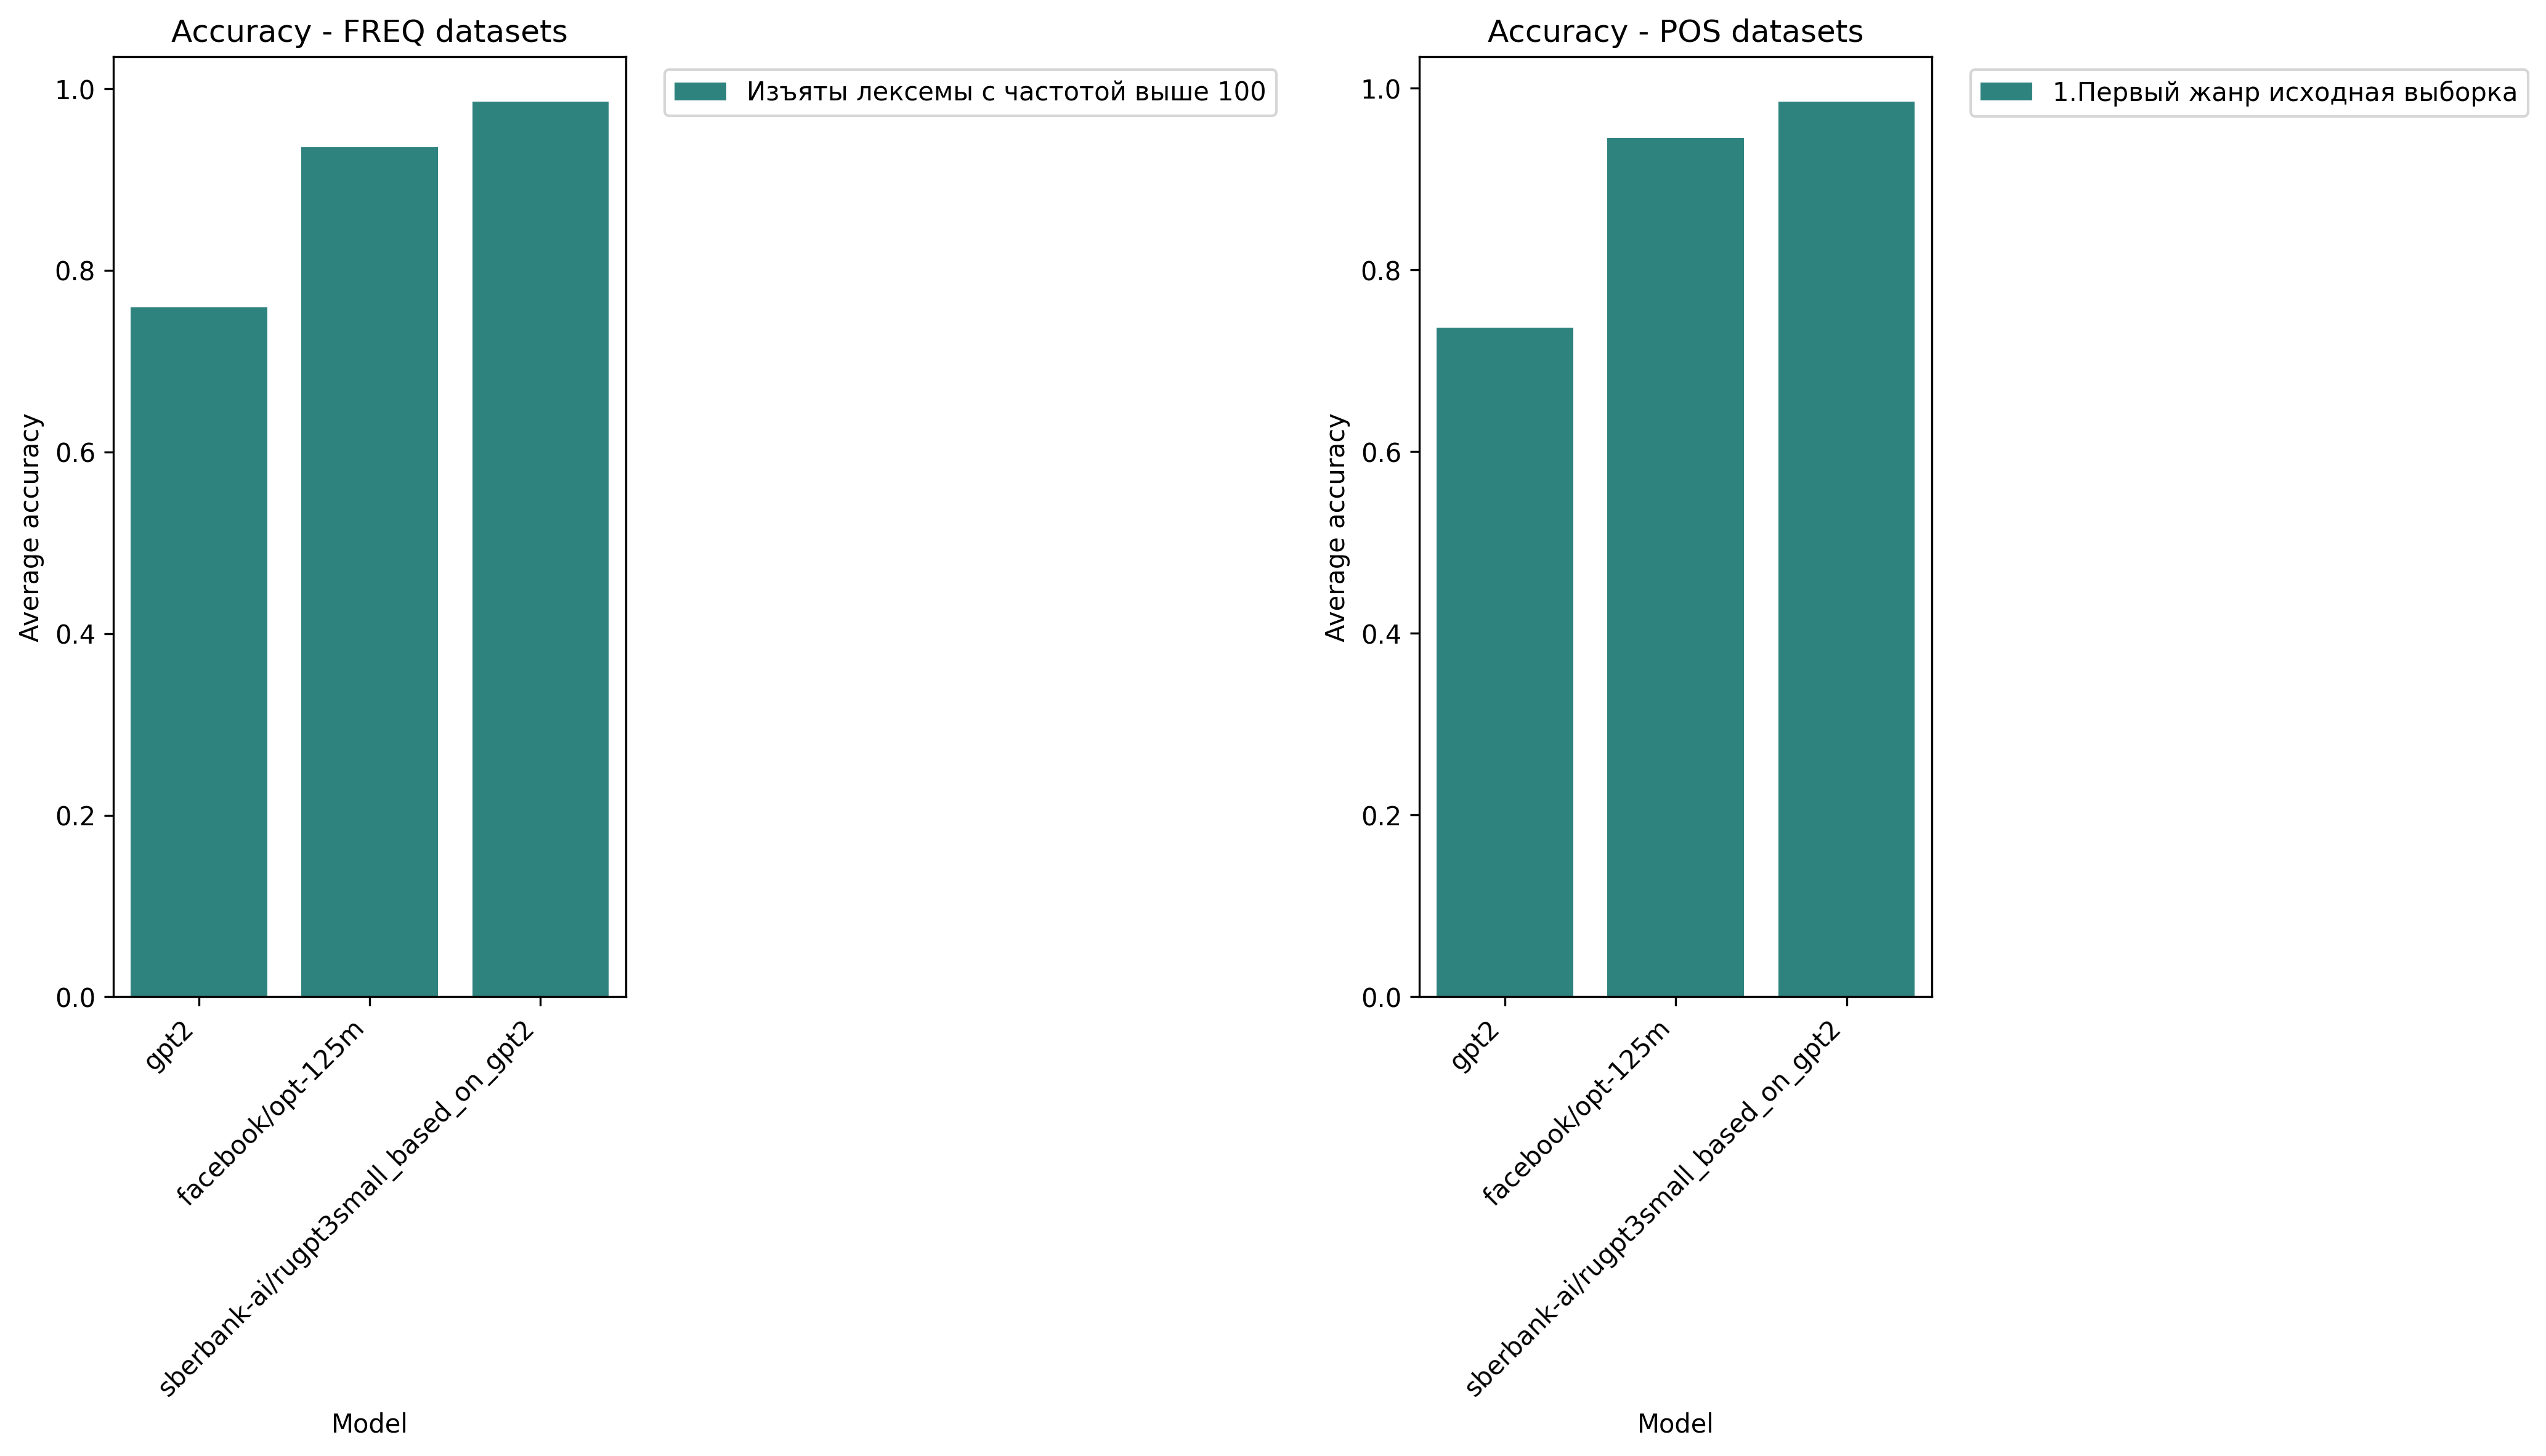 Accuracy - FREQ datasets
1.0
0.8
0.6
0.4
0.2
0.0
Average accuracy
gpt2
facebook/opt-125m
sberbank-ai/rugpt3small_based_on_gpt2
Model
Изъяты лексемы с частотой выше 100
Accuracy - POS datasets
1.0
0.8
0.6
0.4
0.2
0.0
Average accuracy
gpt2
facebook/opt-125m
sberbank-ai/rugpt3small_based_on_gpt2
Model
1.Первый жанр исходная выборка